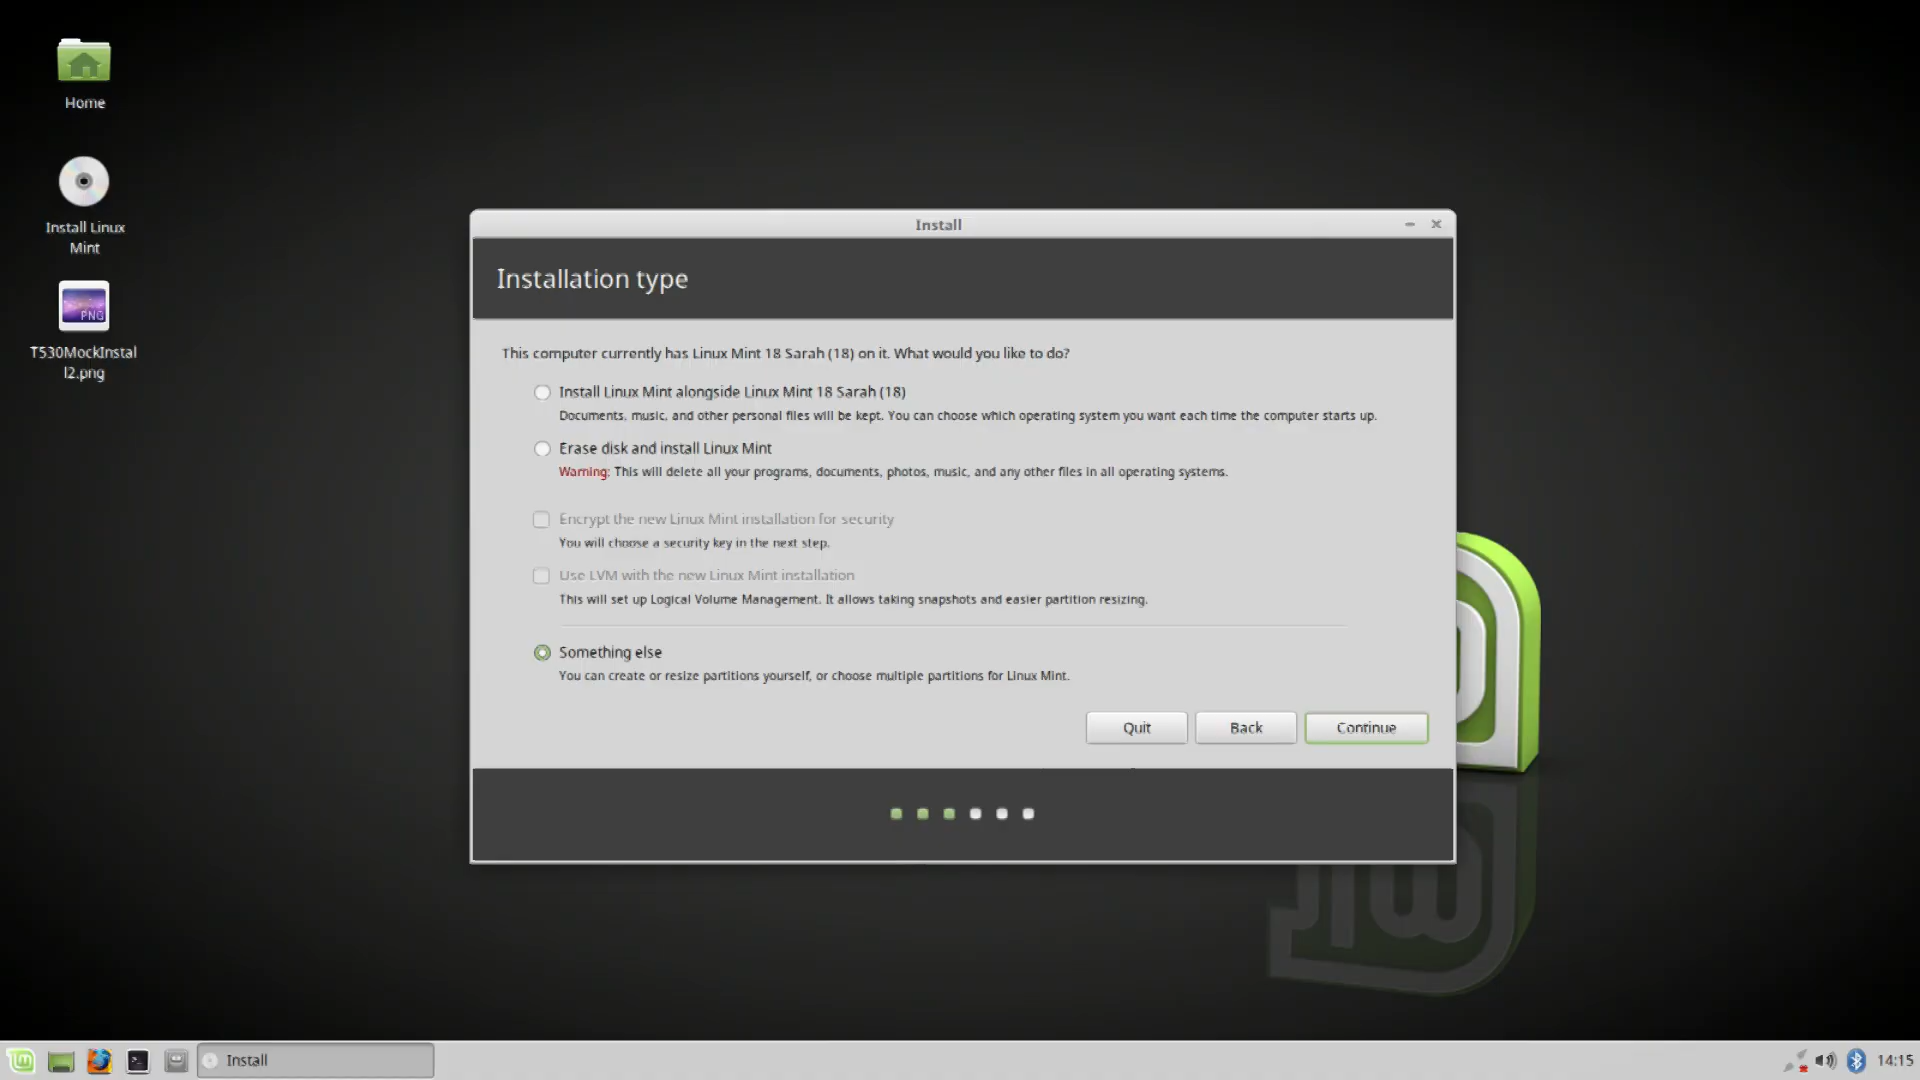 Home
Install Linux
Mint
PNG
T530MockInstal
l2.png
Install
Installation type
This computer currently has Linux Mint 18 Sarah (18) on it. What would you like to do?
Install Linux Mint alongside Linux Mint 18 Sarah (18)
Documents, music, and other personal files will be kept. You can choose which operating system you want each time the computer starts up.
Erase disk and install Linux Mint
Warning: This will delete all your programs, documents, photos, music, and any other files in all operating systems.
Encrypt the new Linux Mint installation for security
You will choose a security key in the next step.
Use LVM with the new Linux Mint installation
This will set up Logical Volume Management. It allows taking snapshots and easier partition resizing.
Something else
You can create or resize partitions yourself, or choose multiple partitions for Linux Mint.
Quit
Back
Continue
Install
14:15